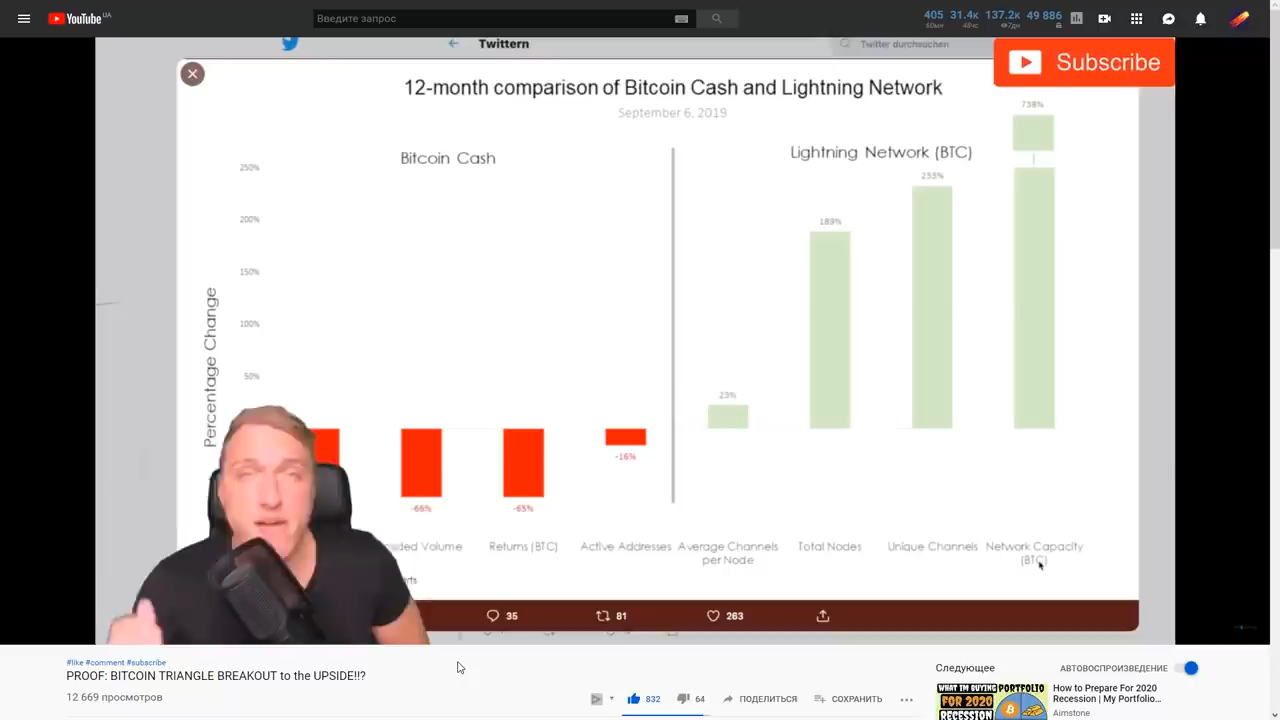 YouTube UA
Введите запрос
405 31.4к 137.2к 49 886
60мн 48чс 7дн
Twittern
Twitter durchsuchen
Subscribe
12-month comparison of Bitcoin Cash and Lightning Network
September 6, 2019
738%
Bitcoin Cash
Lightning Network (BTC)
250%
233%
200%
189%
150%
100%
50%
Percentage Change
23%
-16%
-66%
-65%
Volume
Returns (BTC)
Active Addresses
Average Channels
per Node
Total Nodes
Unique Channels
Network Capacity
(BTC)
35
81
263
#like #comment #subscribe
PROOF: BITCOIN TRIANGLE BREAKOUT to the UPSIDE!!?
12 669 просмотров
832
64
ПОДЕЛИТЬСЯ
СОХРАНИТЬ
Следующее
АВТОВОСПРОИЗВЕДЕНИЕ
WHAT I'M BUYING
FOR 2020
RECESSION
PORTFOLIO
How to Prepare For 2020
Recession | My Portfolio...
Aimstone